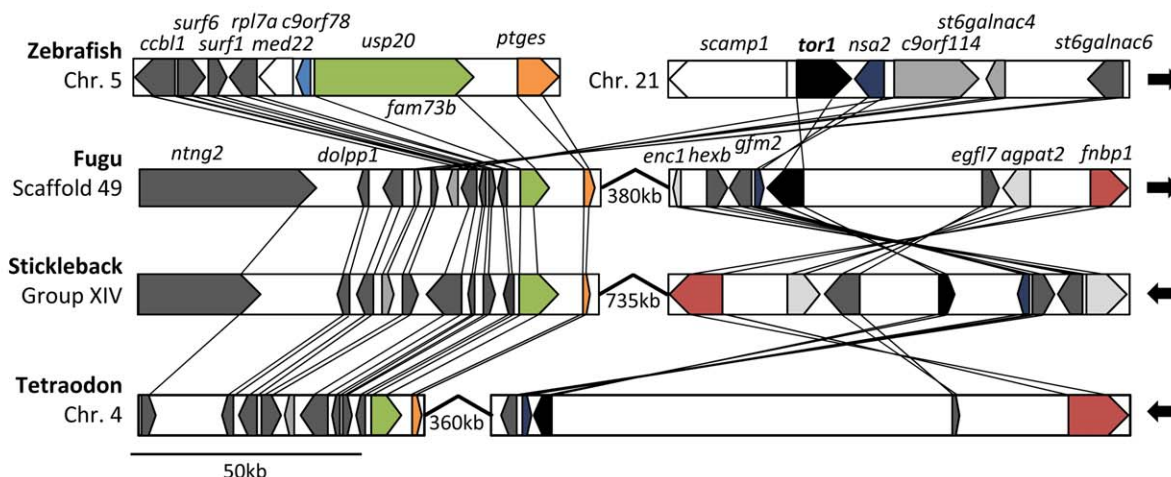 surf6 rpl7a c9orf78 st6galnac4
ccbl1 surf1 med22 usp20 ptges scamp1 tor1 nsa2 c9orf114 st6galnac6
Zebrafish
Chr. 5 Chr. 21
fam73b
Fugu ntng2 dolpp1 enc1 hexb gfm2 egfl7 agpat2 fnbp1
Scaffold 49 380kb
Stickleback
Group XIV 735kb
Tetraodon
Chr. 4 360kb
50kb